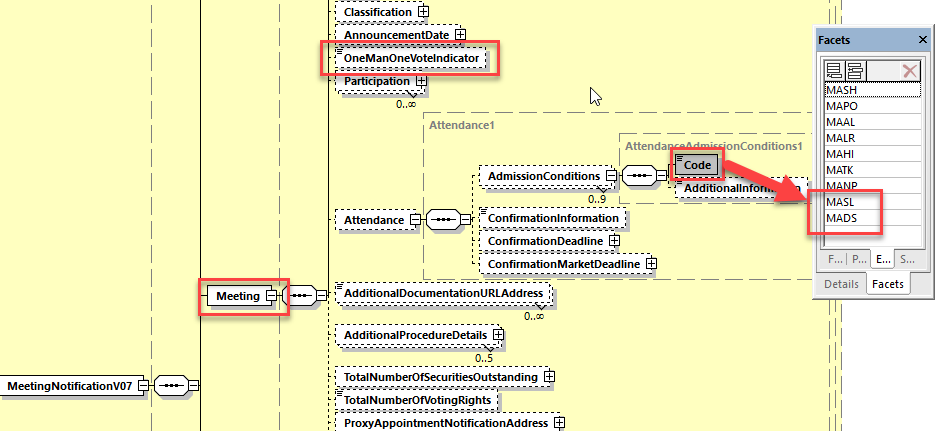 Classification
AnnouncementDate
OneManOneVoteIndicator
Participation
0..∞
Attendance1
AttendanceAdmissionConditions1
AdmissionConditions
0..9
Code
AdditionalInformation
Attendance
ConfirmationInformation
ConfirmationDeadline
ConfirmationMarketDeadline
Meeting
AdditionalDocumentationURLAddress
0..∞
AdditionalProcedureDetails
0..5
MeetingNotificationV07
TotalNumberOfSecuritiesOutstanding
TotalNumberOfVotingRights
ProxyAppointmentNotificationAddress
Facets
MASH
MAPO
MAAL
MALR
MAHI
MATK
MANP
MASL
MADS
F... P... E... S...
Details Facets